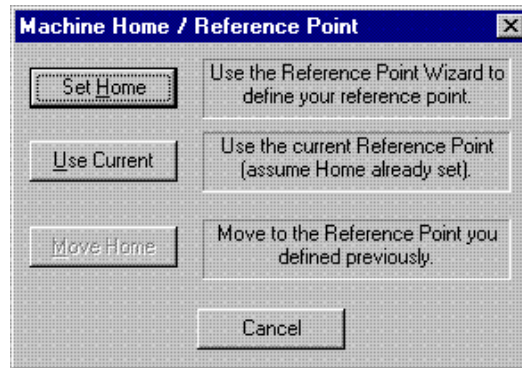 Machine Home / Reference Point
Set Home
Use the Reference Point Wizard to
define your reference point.
Use Current
Use the current Reference Point
(assume Home already set).
Move Home
Move to the Reference Point you
defined previously.
Cancel